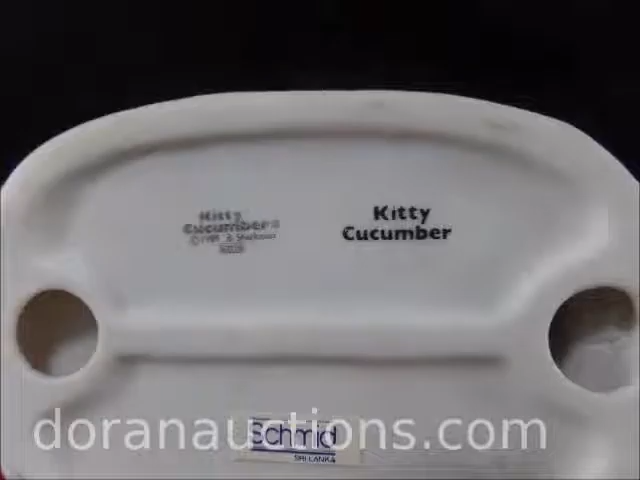 Kitty
Cucumber®
Kitty
Cucumber
Schmid
SRI LANKA
doranauctions.com